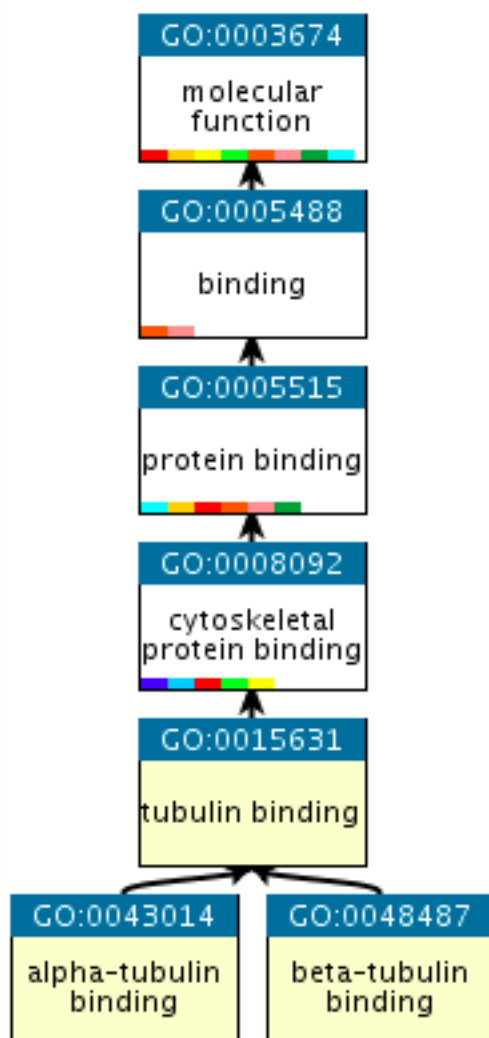 GO:0003674
molecular
function
GO:0005488
binding
GO:0005515
protein binding
GO:0008092
cytoskeletal
protein binding
GO:0015631
tubulin binding
GO:0043014
alpha-tubulin
binding
GO:0048487
beta-tubulin
binding